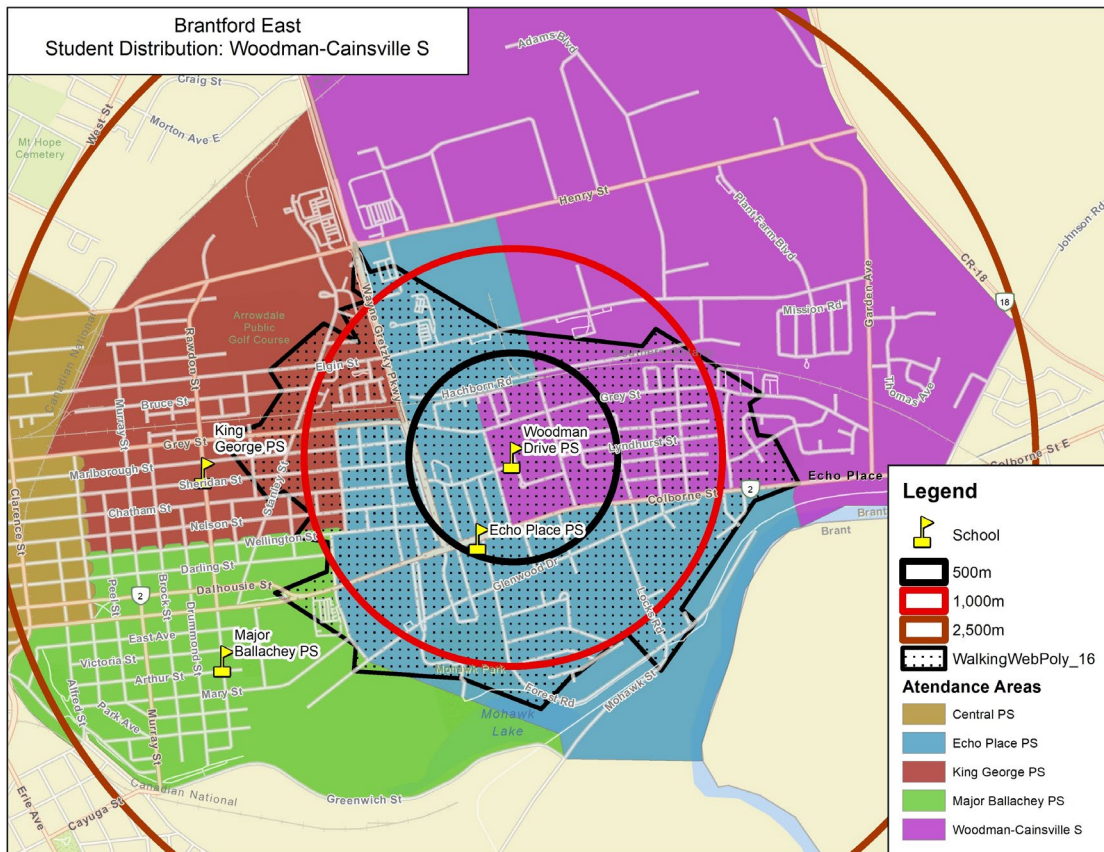 Brantford East
Student Distribution: Woodman-Cainsville S
Craig St
West St
Morton Ave E
Mt Hope
Cemetery
Adams Blvd
Henry St
Plant Farm Blvd
Johnson Rd
CR-18
18
Garden Ave
Mission Rd
Thomas Ave
Wayne Gretzky Pkwy
Arrowdale
Public
Golf Course
Canadian National
Rawdon St
Elgin St
Bruce St
Murray St
Hachborn Rd
Grey St
Lyndhurst St
Woodman
Drive PS
King
George PS
Grey St
Marlborough St
Sheridan St
Stanley St
Chatham St
Nelson St
Clarence St
Wellington St
Colborne St
2
Echo Place
Colborne St E
Echo Place PS
Glenwood Dr
Locks Rd
Brant
Brant
Darling St
Dalhousie St
Peel St
2
Brock St
Drummond St
East Ave
Victoria St
Arthur St
Major
Ballachey PS
Mary St
Alfred St
Park Ave
Murray St
Mohawk Park
Forest Rd
Mohawk St
Mohawk
Lake
Canadian National
Greenwich St
Cayuga St
Erie Ave
Legend
School
500m
1,000m
2,500m
WalkingWebPoly_16
Atendance Areas
Central PS
Echo Place PS
King George PS
Major Ballachey PS
Woodman-Cainsville S